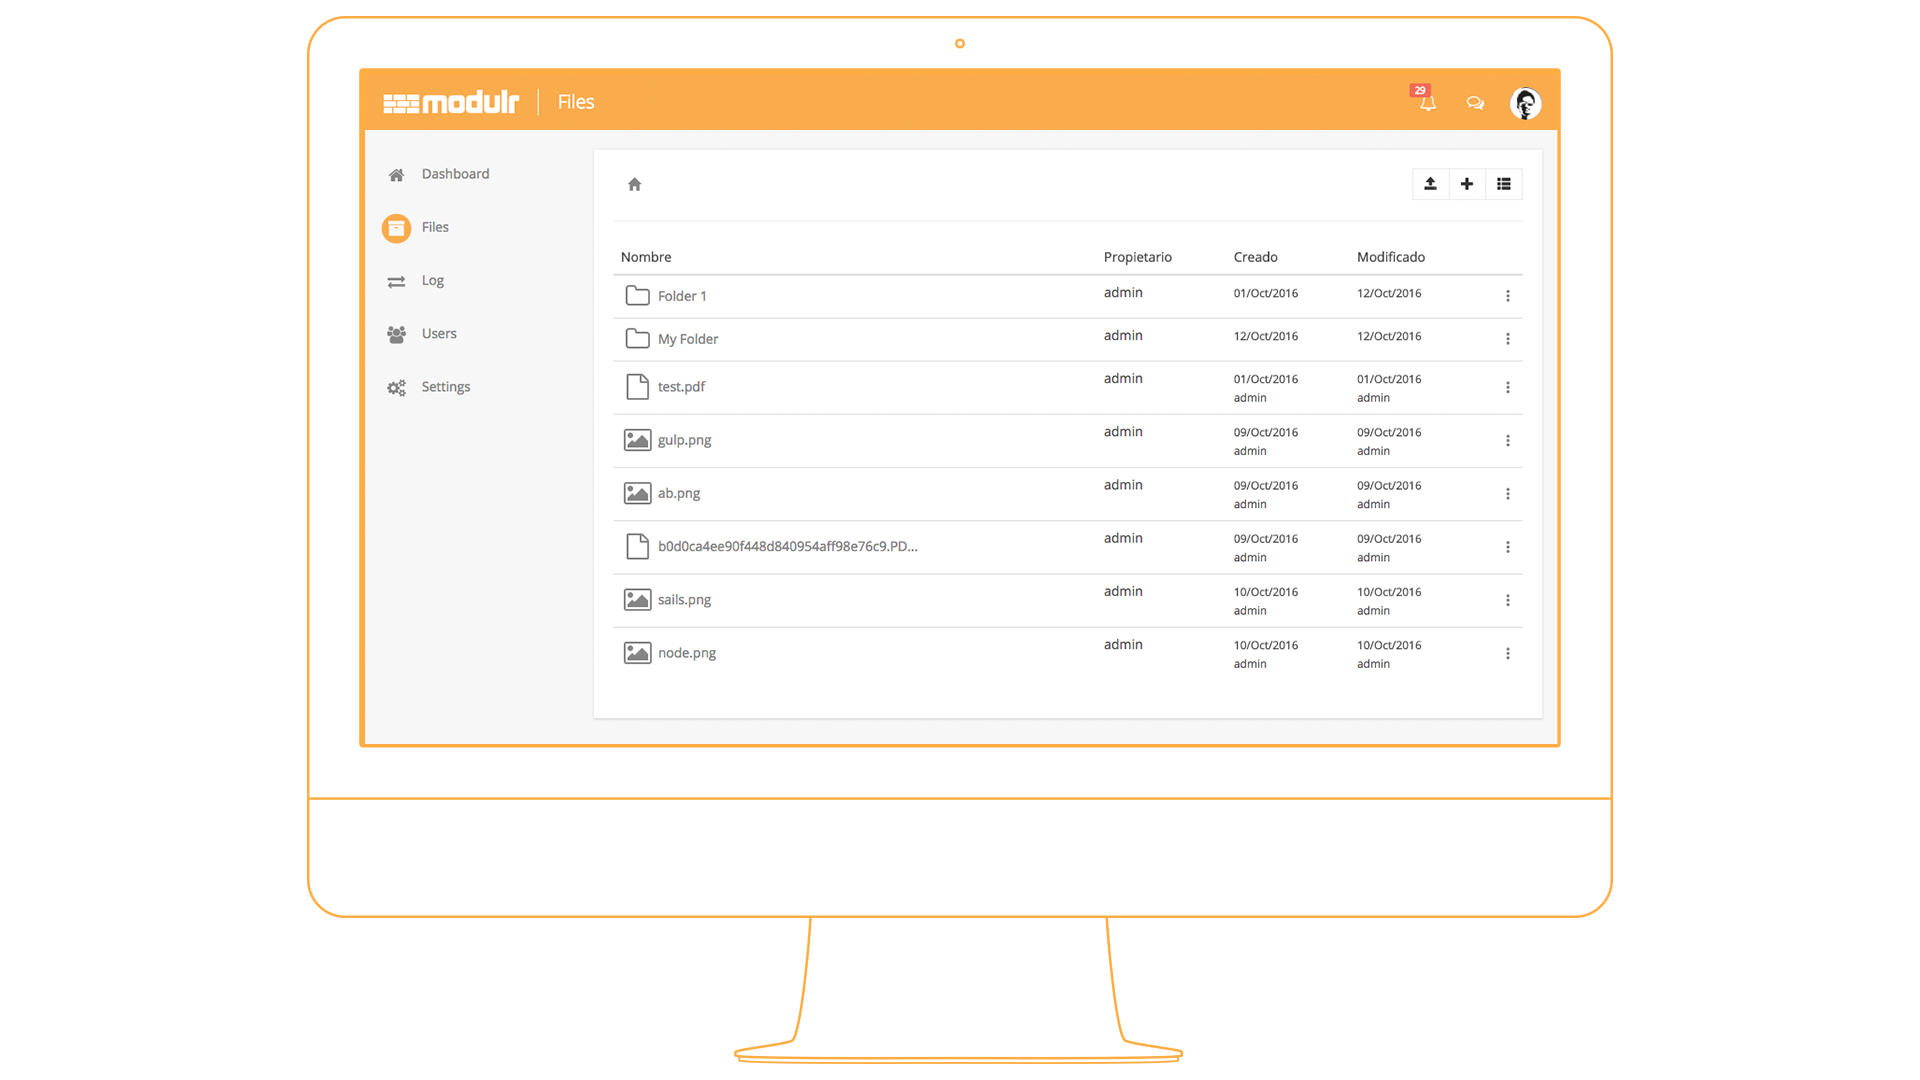 modulr
Files
29
Dashboard
Files
Log
Users
Settings
Nombre Propietario Creado Modificado
Folder 1 admin 01/Oct/2016 12/Oct/2016
My Folder admin 12/Oct/2016 12/Oct/2016
test.pdf admin 01/Oct/2016 01/Oct/2016
admin admin
gulp.png admin 09/Oct/2016 09/Oct/2016
admin admin
ab.png admin 09/Oct/2016 09/Oct/2016
admin admin
b0d0ca4ee90f448d840954aff98e76c9.PD... admin 09/Oct/2016 09/Oct/2016
admin admin
sails.png admin 10/Oct/2016 10/Oct/2016
admin admin
node.png admin 10/Oct/2016 10/Oct/2016
admin admin